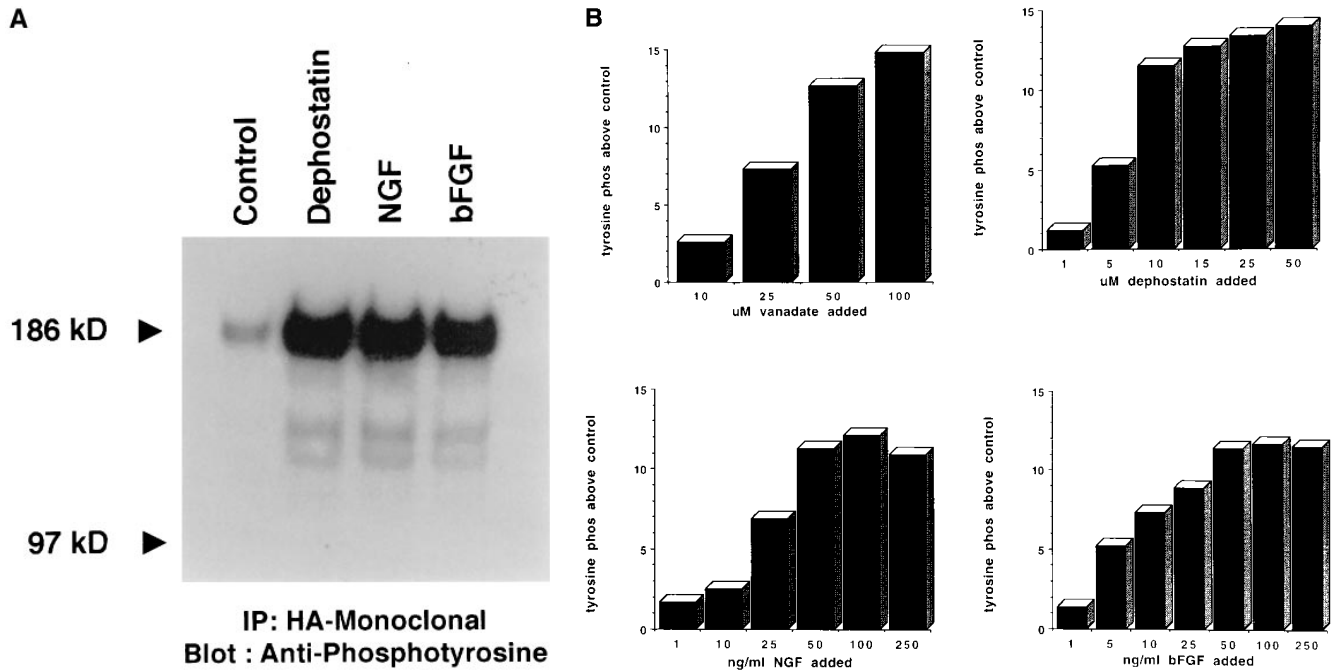 A
Control
Dephostatin
NGF
bFGF
186 kD
97 kD
IP: HA-Monoclonal
Blot : Anti-Phosphotyrosine
B
tyrosine phos above control
15
10
5
0
10 25 50 100
uM vanadate added
tyrosine phos above control
15
10
5
0
1 5 10 15 25 50
uM dephostatin added
tyrosine phos above control
15
10
5
0
1 10 25 50 100 250
ng/ml NGF added
tyrosine phos above control
15
10
5
0
1 5 10 25 50 100 250
ng/ml bFGF added